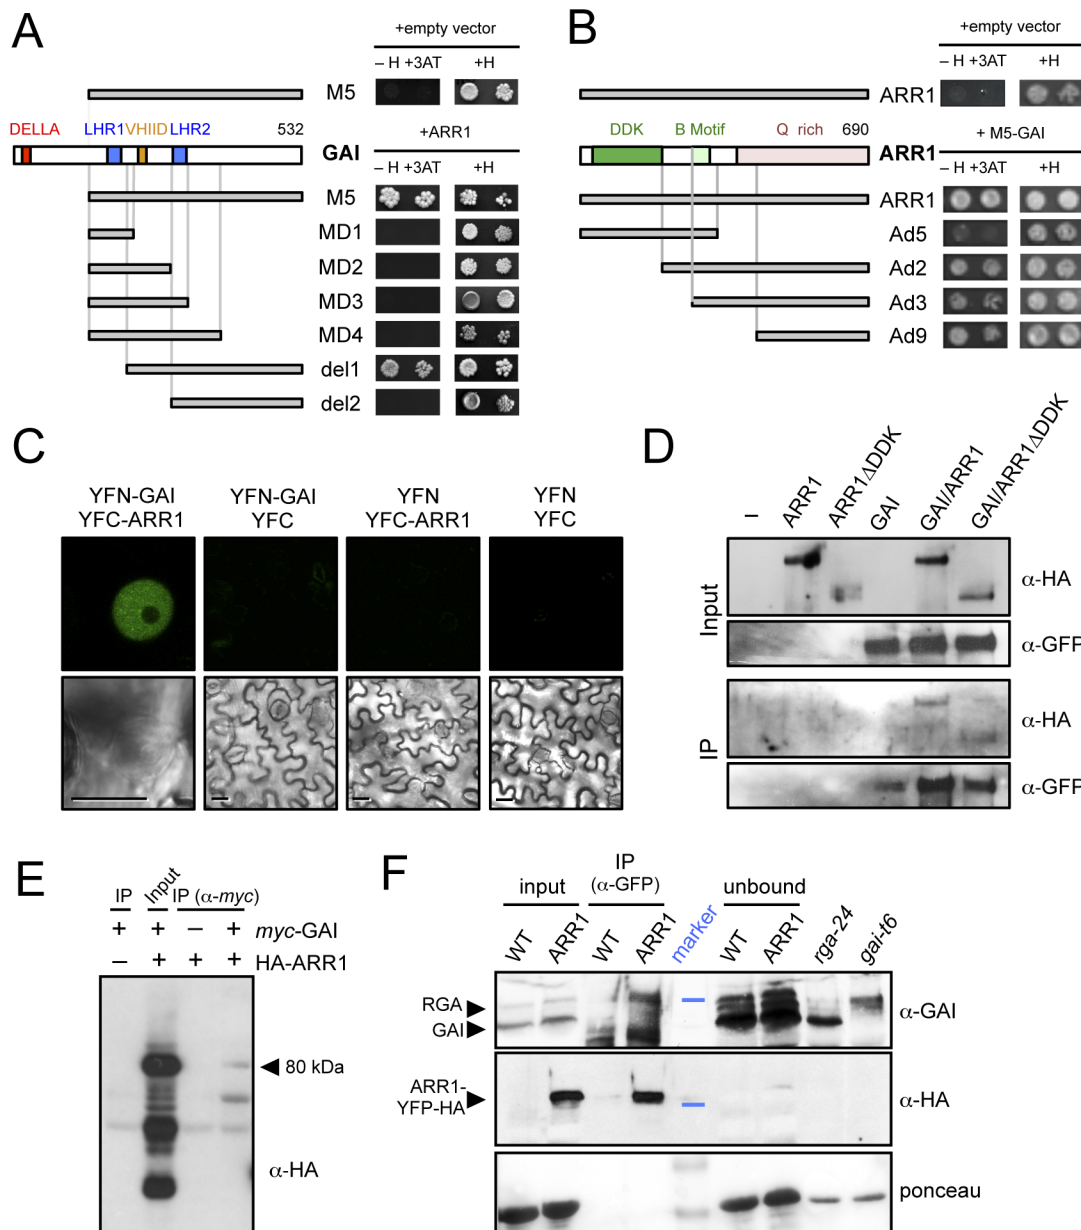 A
+empty vector
– H +3AT
+H
M5
DELLA
LHR1
VHIID
LHR2
532
GAI
+ARR1
– H +3AT
+H
M5
MD1
MD2
MD3
MD4
del1
del2
B
+empty vector
– H +3AT
+H
ARR1
DDK
B Motif
Q rich
690
ARR1
+ M5-GAI
– H +3AT
+H
ARR1
Ad5
Ad2
Ad3
Ad9
C
YFN-GAI
YFC-ARR1
YFN-GAI
YFC
YFN
YFC-ARR1
YFN
YFC
D
–
ARR1
ARR1ΔDDK
GAI
GAI/ARR1
GAI/ARR1ΔDDK
Input
α-HA
α-GFP
IP
α-HA
α-GFP
E
IP
Input
IP (α-myc)
+ + – +
myc-GAI
– + + +
HA-ARR1
80 kDa
α-HA
F
input
IP
(α-GFP)
unbound
WT
ARR1
WT
ARR1
marker
WT
ARR1
rga-24
gai-t6
RGA
GAI
α-GAI
ARR1-
YFP-HA
α-HA
ponceau